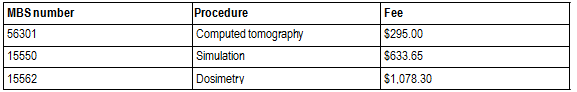 MBS number Procedure Fee
56301 Computed tomography $295.00
15550 Simulation $633.65
15562 Dosimetry $1,078.30